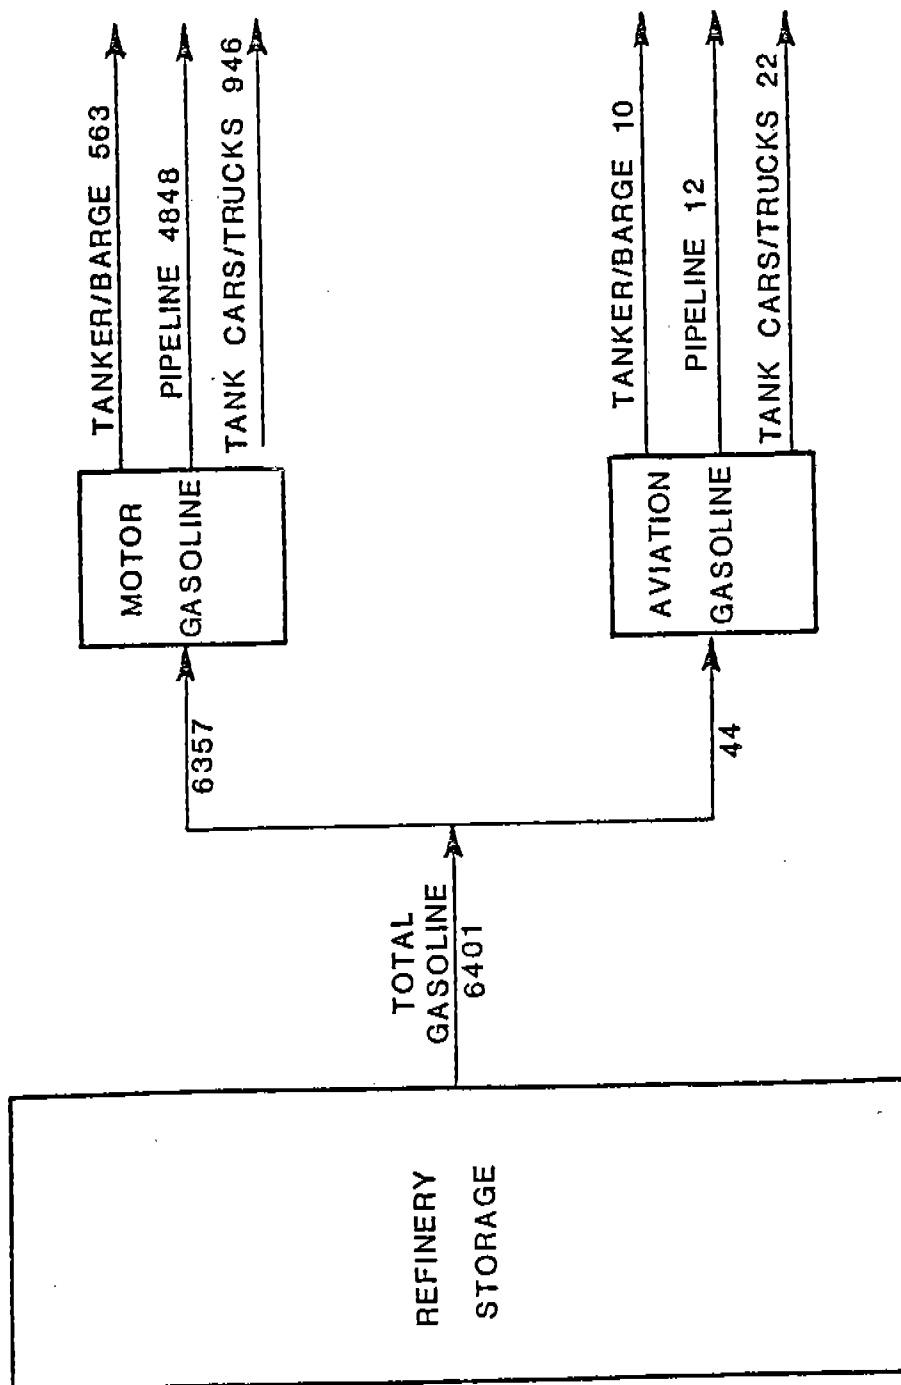 REFINERY
STORAGE
TOTAL
GASOLINE
6401
6357
MOTOR
GASOLINE
TANKER/BARGE 563
PIPELINE 4848
TANK CARS/TRUCKS 946
44
AVIATION
GASOLINE
TANKER/BARGE 10
PIPELINE 12
TANK CARS/TRUCKS 22